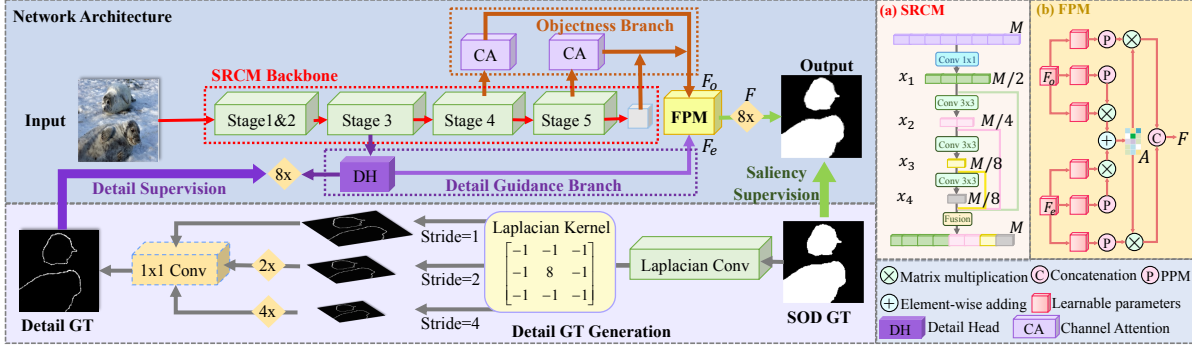 Network Architecture
Objectness Branch
CA
CA
SRCM Backbone
Input
Stage1&2
Stage 3
Stage 4
Stage 5
F_o
FPM
F_e
F
8x
Output
Detail Supervision
8x
DH
Detail Guidance Branch
Saliency
Supervision
1x1 Conv
2x
4x
Stride=1
Stride=2
Stride=4
Laplacian Kernel
−1 −1 −1
−1 8 −1
−1 −1 −1
Laplacian Conv
Detail GT
Detail GT Generation
SOD GT
(a) SRCM
M
Conv 1x1
x_1
M/2
Conv 3x3
x_2
M/4
Conv 3x3
x_3
M/8
Conv 3x3
x_4
M/8
Fusion
M
(b) FPM
P
F_o
P
A
C
F
P
F_e
P
Matrix multiplication
C
Concatenation
P
PPM
Element-wise adding
Learnable parameters
DH
Detail Head
CA
Channel Attention